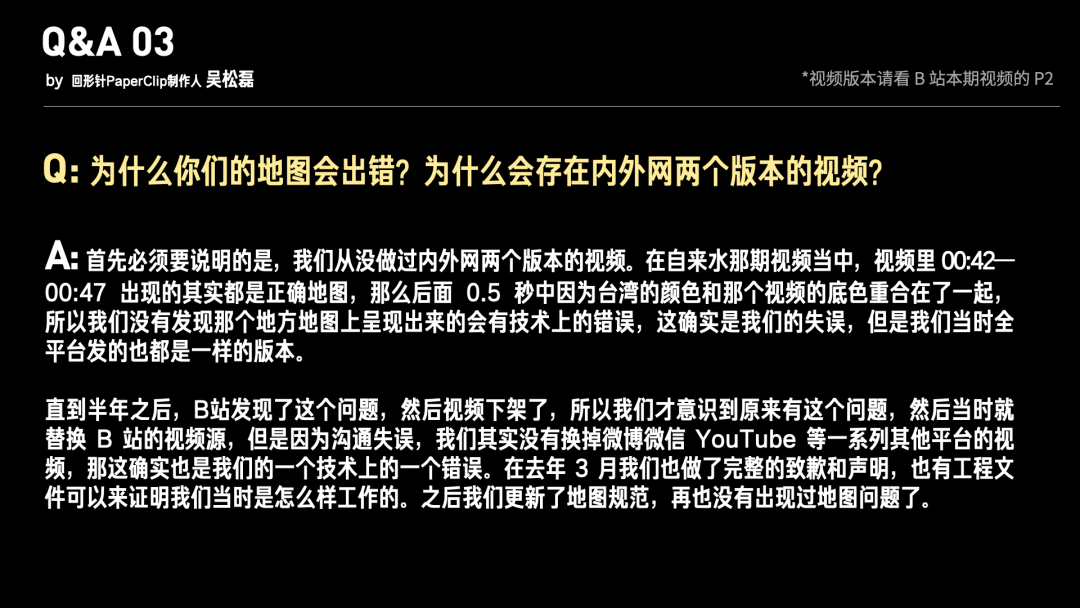 Q&A 03
by 回形针PaperClip制作人 吴松磊
*视频版本请看 B 站本期视频的 P2
Q: 为什么你们的地图会出错？为什么会存在内外网两个版本的视频？
A: 首先必须要说明的是，我们从没做过内外网两个版本的视频。在自来水那期视频当中，视频里 00:42—
00:47 出现的其实都是正确地图，那么后面 0.5 秒中因为台湾的颜色和那个视频的底色重合在了一起，
所以我们没有发现那个地方地图上呈现出来的会有技术上的错误，这确实是我们的失误，但是我们当时全
平台发的也都是一样的版本。
直到半年之后，B站发现了这个问题，然后视频下架了，所以我们才意识到原来有这个问题，然后当时就
替换 B 站的视频源，但是因为沟通失误，我们其实没有换掉微博微信 YouTube 等一系列其他平台的视
频，那这确实也是我们的一个技术上的一个错误。在去年 3 月我们也做了完整的致歉和声明，也有工程文
件可以来证明我们当时是怎么样工作的。之后我们更新了地图规范，再也没有出现过地图问题了。